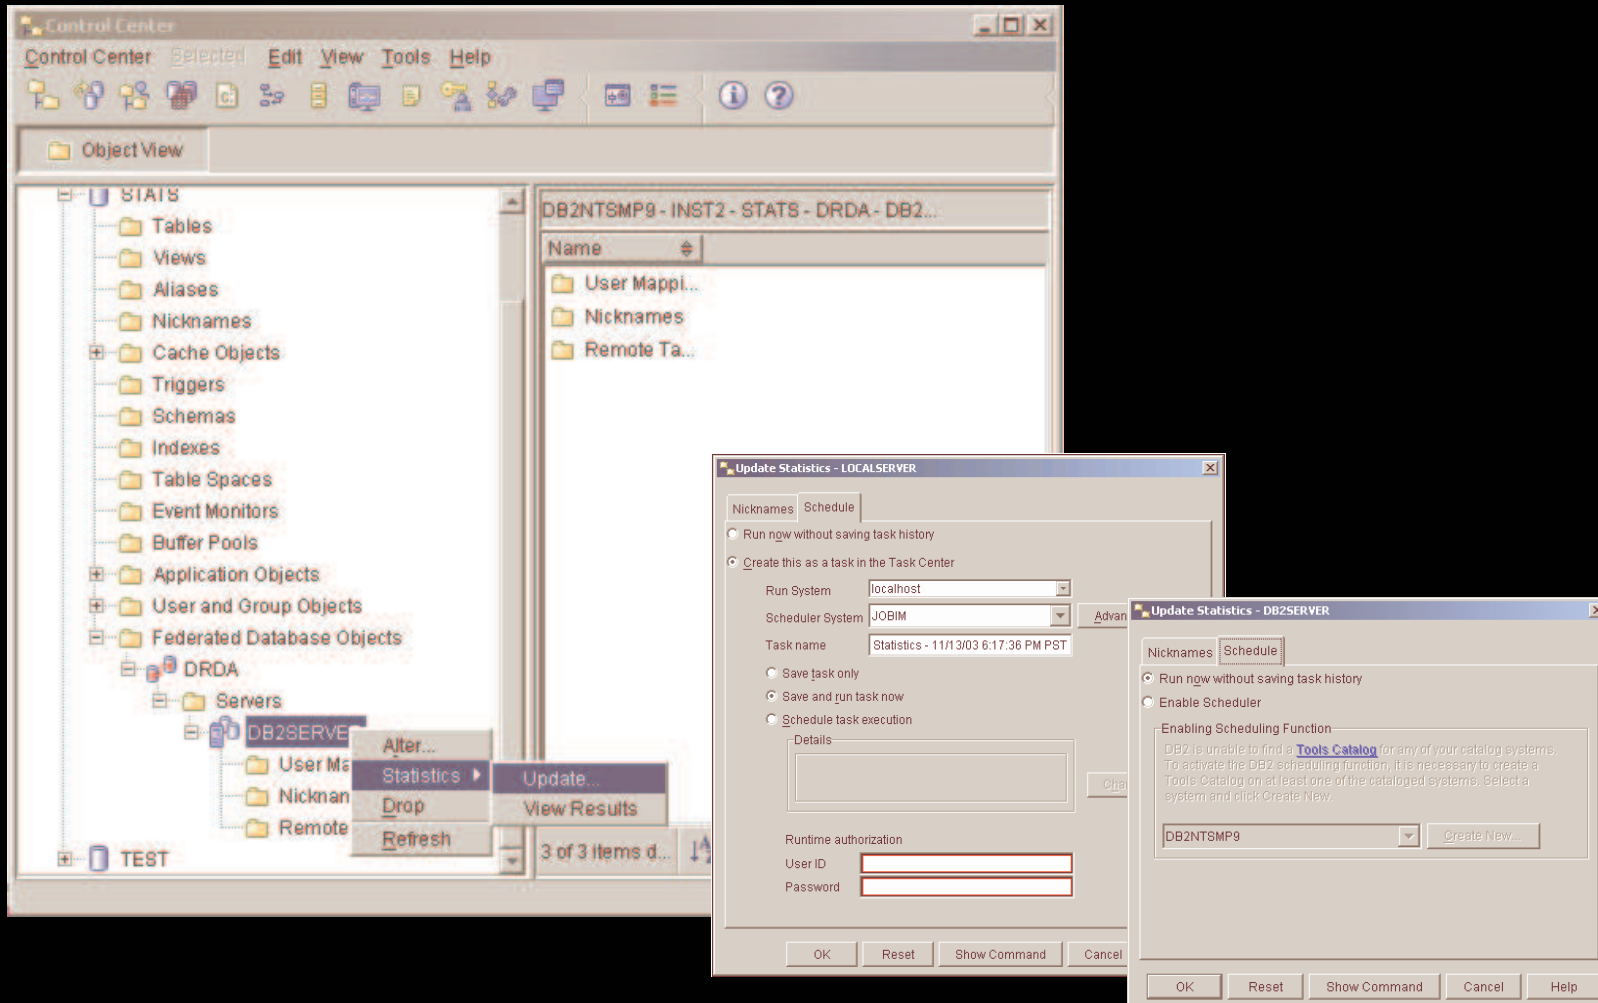 Control Center
Control Center Selected Edit View Tools Help
Object View
STATS
Tables
Views
Aliases
Nicknames
Cache Objects
Triggers
Schemas
Indexes
Table Spaces
Event Monitors
Buffer Pools
Application Objects
User and Group Objects
Federated Database Objects
DRDA
Servers
DB2SERVE
User Ma
Nicknan
Remote
TEST
Alter...
Statistics
Drop
Refresh
Update...
View Results
DB2NTSMP9 - INST2 - STATS - DRDA - DB2...
Name
User Mappi...
Nicknames
Remote Ta...
3 of 3 items d...
Update Statistics - LOCALSERVER
Nicknames Schedule
Run now without saving task history
Create this as a task in the Task Center
Run System localhost
Scheduler System JOBIM Advan
Task name Statistics - 11/13/03 6:17:36 PM PST
Save task only
Save and run task now
Schedule task execution
Details
Cha
Runtime authorization
User ID
Password
OK Reset Show Command Cancel
Update Statistics - DB2SERVER
Nicknames Schedule
Run now without saving task history
Enable Scheduler
Enabling Scheduling Function
DB2 is unable to find a Tools Catalog for any of your catalog systems.
To activate the DB2 scheduling function, it is necessary to create a
Tools Catalog on at least one of the cataloged systems. Select a
system and click Create New.
DB2NTSMP9 Create New...
OK Reset Show Command Cancel Help